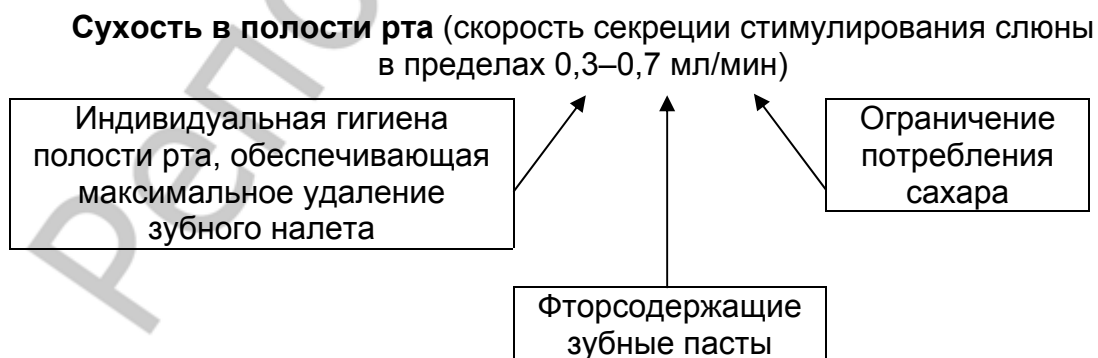 Сухость в полости рта (скорость секреции стимулирования слюны
в пределах 0,3–0,7 мл/мин)
Индивидуальная гигиена
полости рта, обеспечивающая
максимальное удаление
зубного налета
Ограничение
потребления
сахара
Фторсодержащие
зубные пасты
Репо